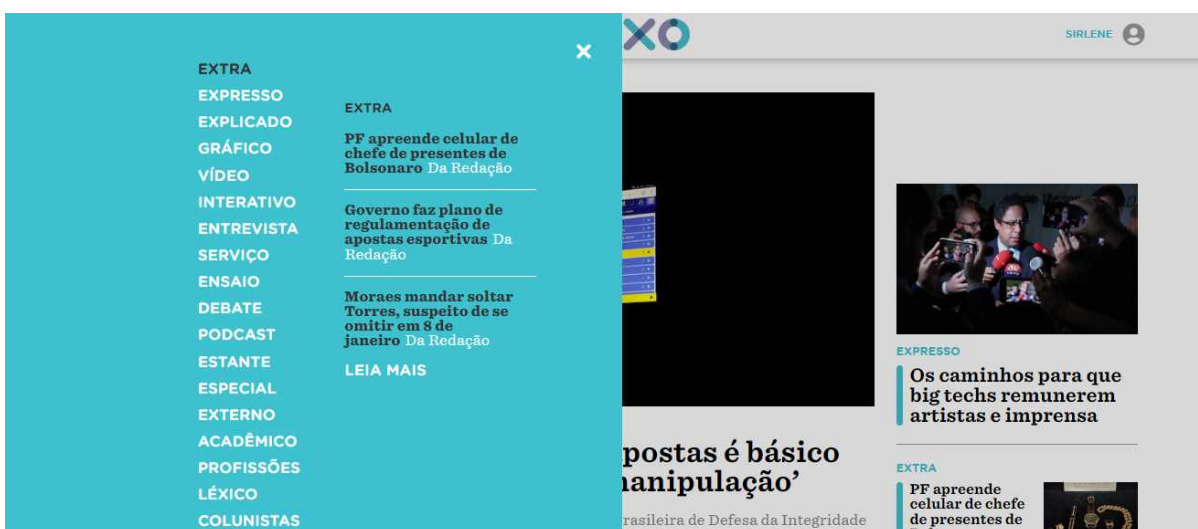 XO
SIRLENE
EXTRA
EXPRESSO
EXPLICADO
GRÁFICO
VÍDEO
INTERATIVO
ENTREVISTA
SERVIÇO
ENSAIO
DEBATE
PODCAST
ESTANTE
ESPECIAL
EXTERNO
ACADÊMICO
PROFISSÕES
LÉXICO
COLUNISTAS
EXTRA
PF apreende celular de
chefe de presentes de
Bolsonaro Da Redação
Governo faz plano de
regulamentação de
apostas esportivas Da
Redação
Moraes mandar soltar
Torres, suspeito de se
omitir em 8 de
janeiro Da Redação
LEIA MAIS
postas é básico
nanipulação’
rasileira de Defesa da Integridade
EXPRESSO
Os caminhos para que
big techs remunerem
artistas e imprensa
EXTRA
PF apreende
celular de chefe
de presentes de